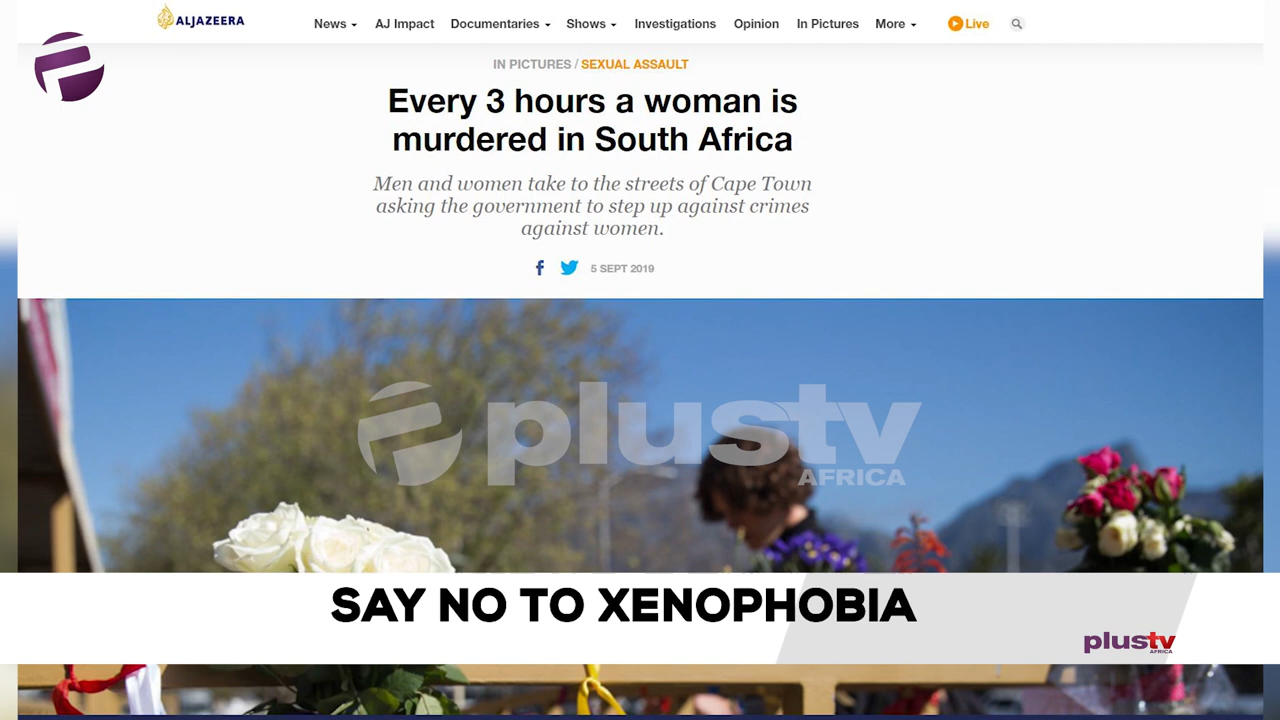 ALJAZEERA
News AJ Impact Documentaries Shows Investigations Opinion In Pictures More Live
IN PICTURES / SEXUAL ASSAULT
Every 3 hours a woman is
murdered in South Africa
Men and women take to the streets of Cape Town
asking the government to step up against crimes
against women.
5 SEPT 2019
plustv
AFRICA
SAY NO TO XENOPHOBIA
plustv
AFRICA